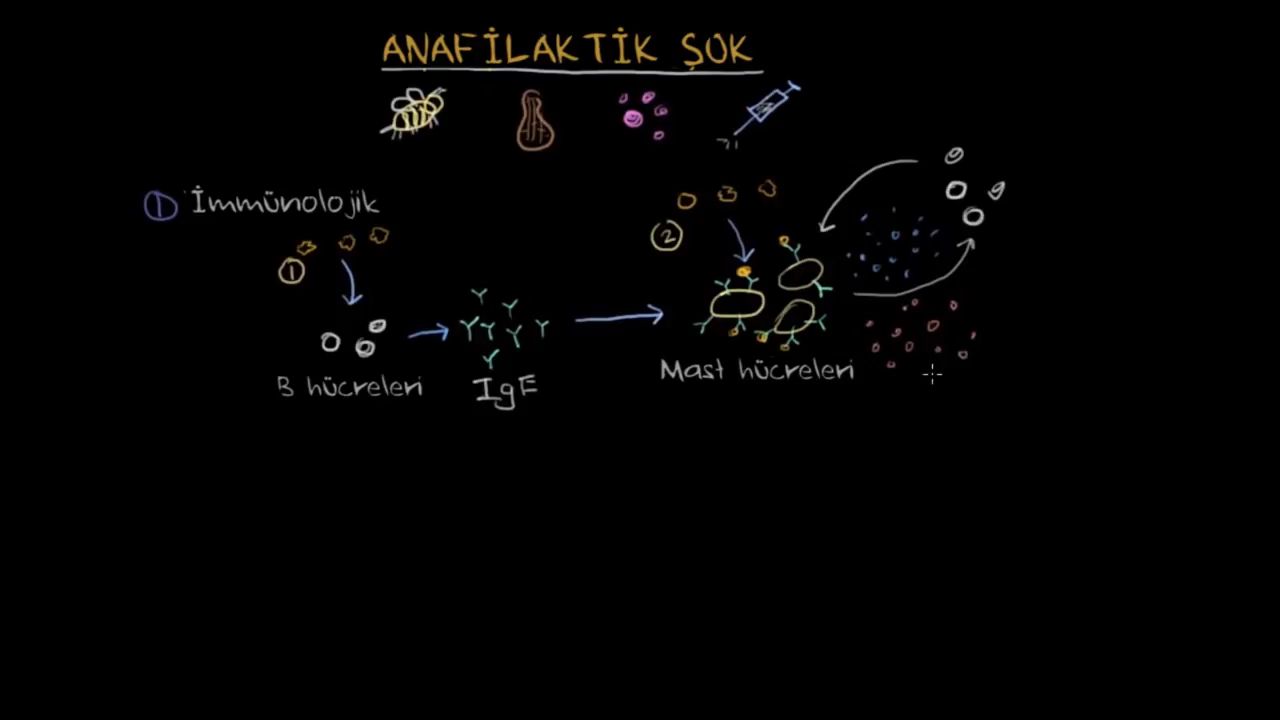 ANAFİLAKTİK ŞOK
1 İmmünolojik
1
2
B hücreleri
IgE
Mast hücreleri